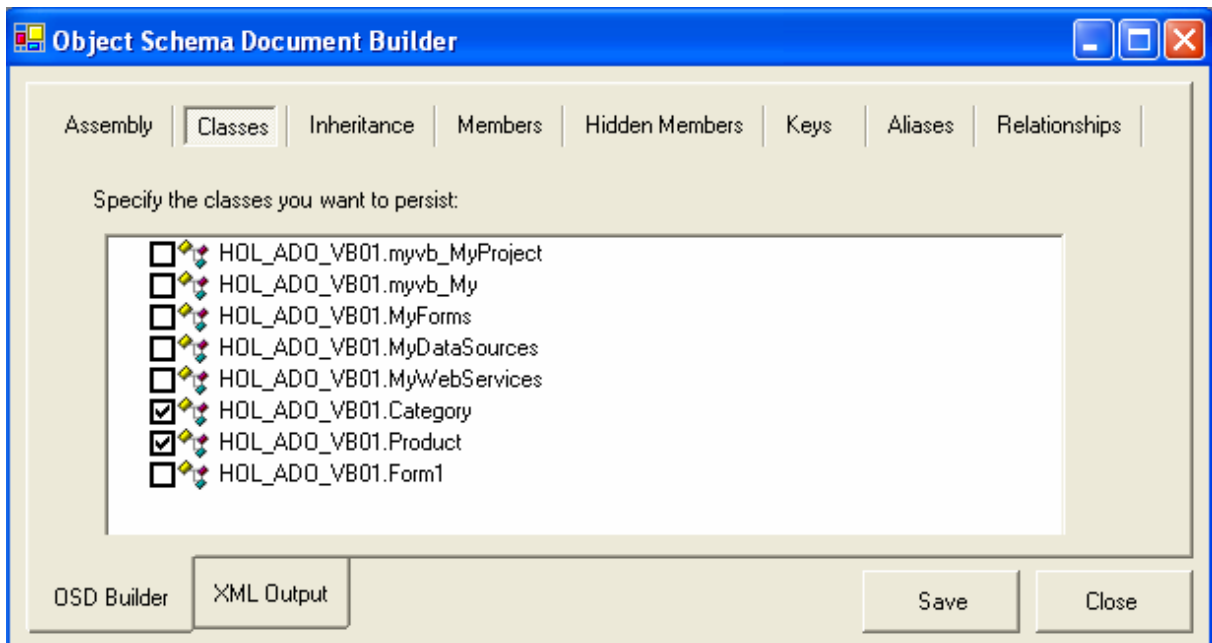 Object Schema Document Builder
Assembly Classes Inheritance Members Hidden Members Keys Aliases Relationships
Specify the classes you want to persist:
HOL_ADO_VB01.myvb_MyProject
HOL_ADO_VB01.myvb_My
HOL_ADO_VB01.MyForms
HOL_ADO_VB01.MyDataSources
HOL_ADO_VB01.MyWebServices
HOL_ADO_VB01.Category
HOL_ADO_VB01.Product
HOL_ADO_VB01.Form1
OSD Builder XML Output Save Close